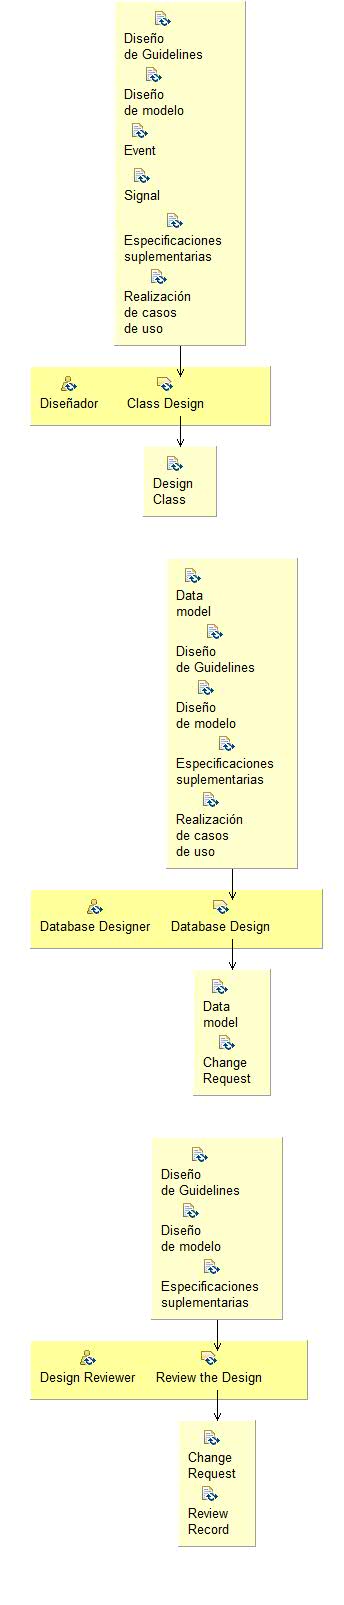 Diseño
de Guidelines
Diseño
de modelo
Event
Signal
Especificaciones
suplementarias
Realización
de casos
de uso
Diseñador
Class Design
Design
Class
Data
model
Diseño
de Guidelines
Diseño
de modelo
Especificaciones
suplementarias
Realización
de casos
de uso
Database Designer
Database Design
Data
model
Change
Request
Diseño
de Guidelines
Diseño
de modelo
Especificaciones
suplementarias
Design Reviewer
Review the Design
Change
Request
Review
Record